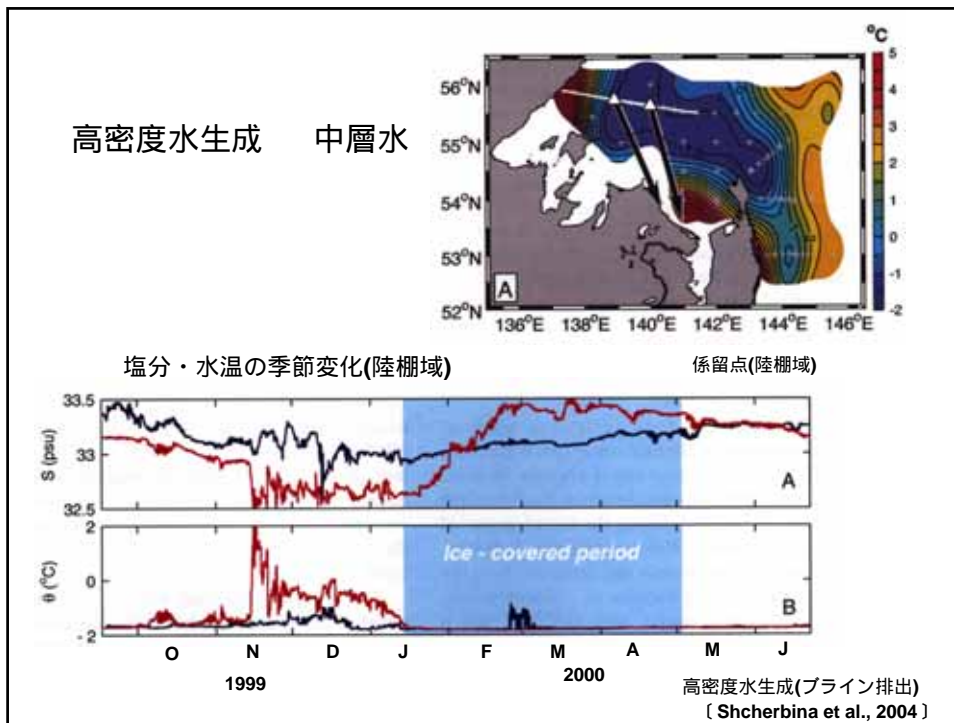 高密度水生成 中層水
°C
5
4
3
2
1
0
-1
-2
56°N
55°N
54°N
53°N
52°N
A
136°E 138°E 140°E 142°E 144°E 146°E
塩分・水温の季節変化(陸棚域)
係留点(陸棚域)
33.5
33
32.5
S (psu)
A
2
0
-2
θ (°C)
Ice - covered period
B
O N D J F M A M J
1999 2000
高密度水生成(ブライン排出)
〔 Shcherbina et al., 2004 〕